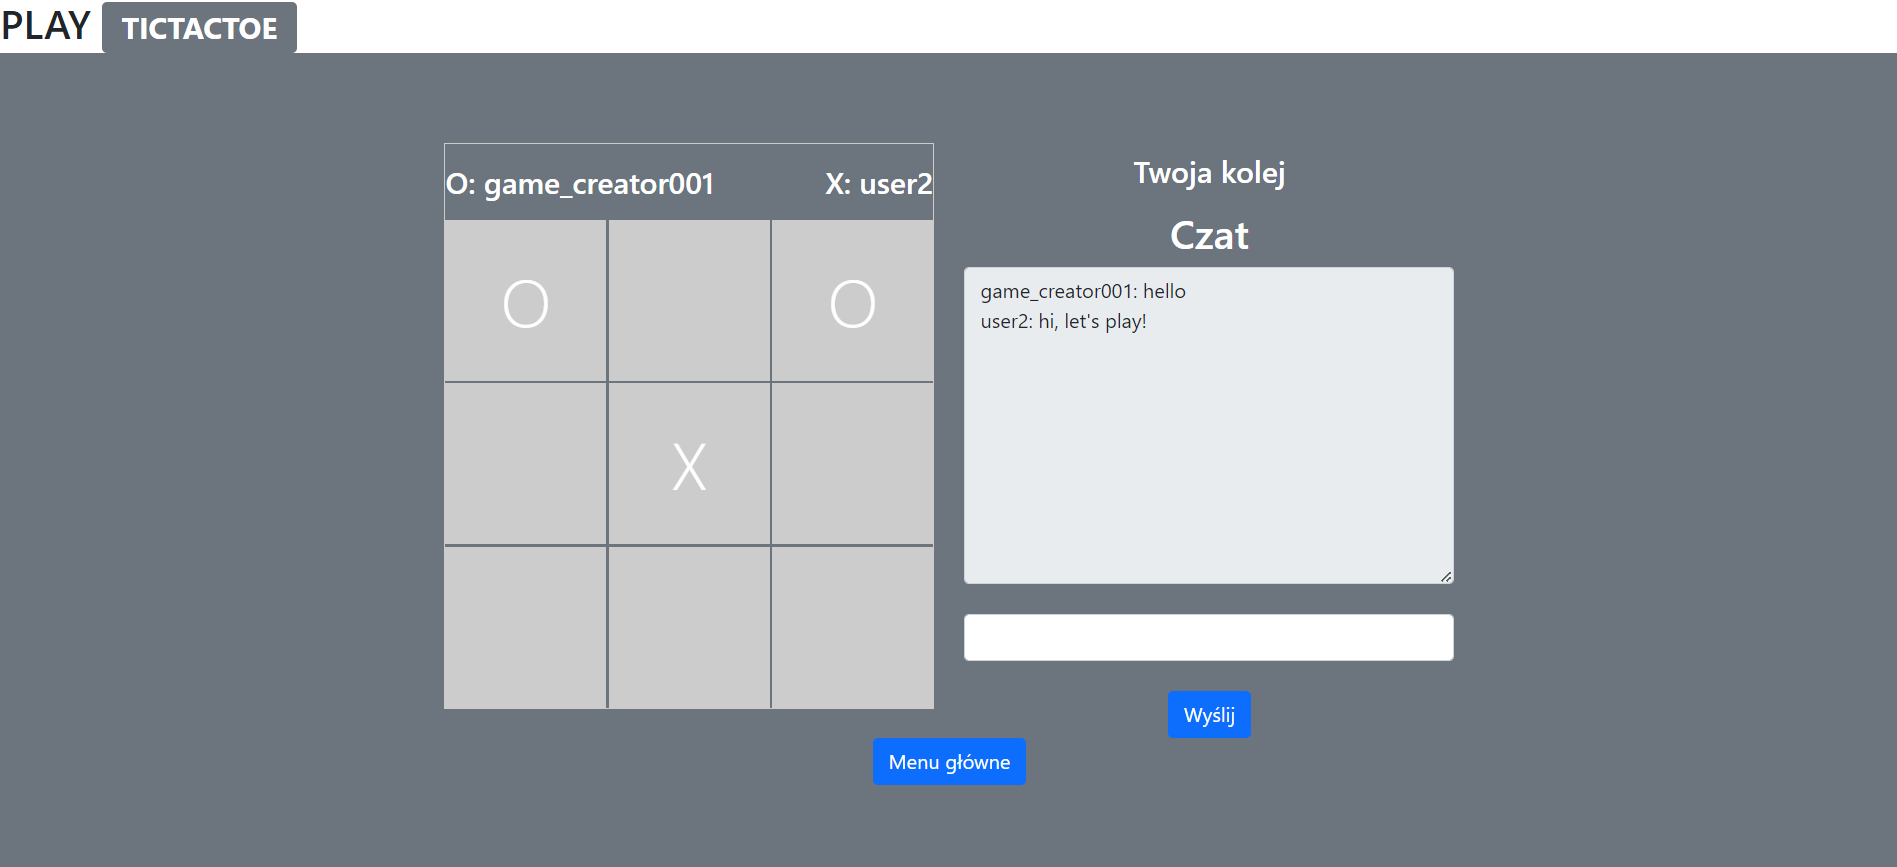 PLAY TICTACTOE
O: game_creator001 X: user2
O O
X
Twoja kolej
Czat
game_creator001: hello
user2: hi, let's play!
Wyślij
Menu główne